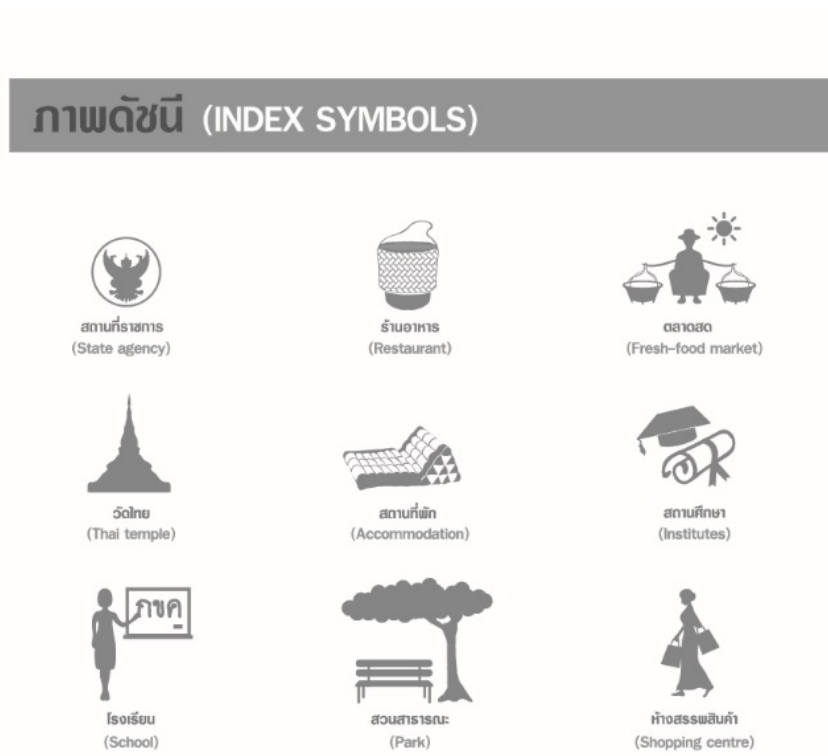 ภาพดัชนี (INDEX SYMBOLS)
สถานที่ราชการ
(State agency)
ร้านอาหาร
(Restaurant)
ตลาดสด
(Fresh-food market)
วัดไทย
(Thai temple)
สถานที่พัก
(Accommodation)
สถานศึกษา
(Institutes)
กขค
โรงเรียน
(School)
สวนสาธารณะ
(Park)
ห้างสรรพสินค้า
(Shopping centre)